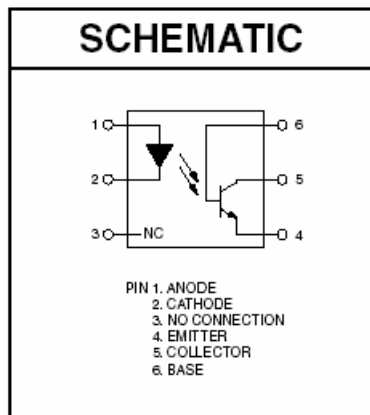 SCHEMATIC
1 6
2 5
3 NC 4
PIN 1. ANODE
2. CATHODE
3. NO CONNECTION
4. EMITTER
5. COLLECTOR
6. BASE